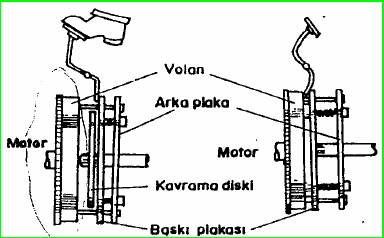 Volan
Arka plaka
Motor
Motor
Kavrama diski
Baskı plakası